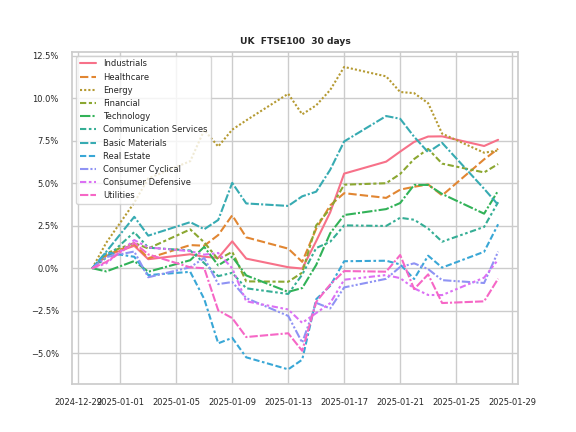 UK  FTSE100  30 days
12.5%
10.0%
7.5%
5.0%
2.5%
0.0%
−2.5%
−5.0%
Industrials
Healthcare
Energy
Financial
Technology
Communication Services
Basic Materials
Real Estate
Consumer Cyclical
Consumer Defensive
Utilities
2024-12-29 2025-01-01 2025-01-05 2025-01-09 2025-01-13 2025-01-17 2025-01-21 2025-01-25 2025-01-29